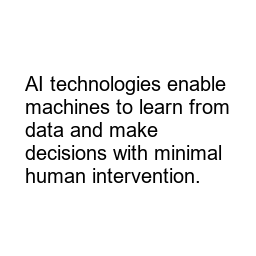 AI technologies enable
machines to learn from
data and make
decisions with minimal
human intervention.